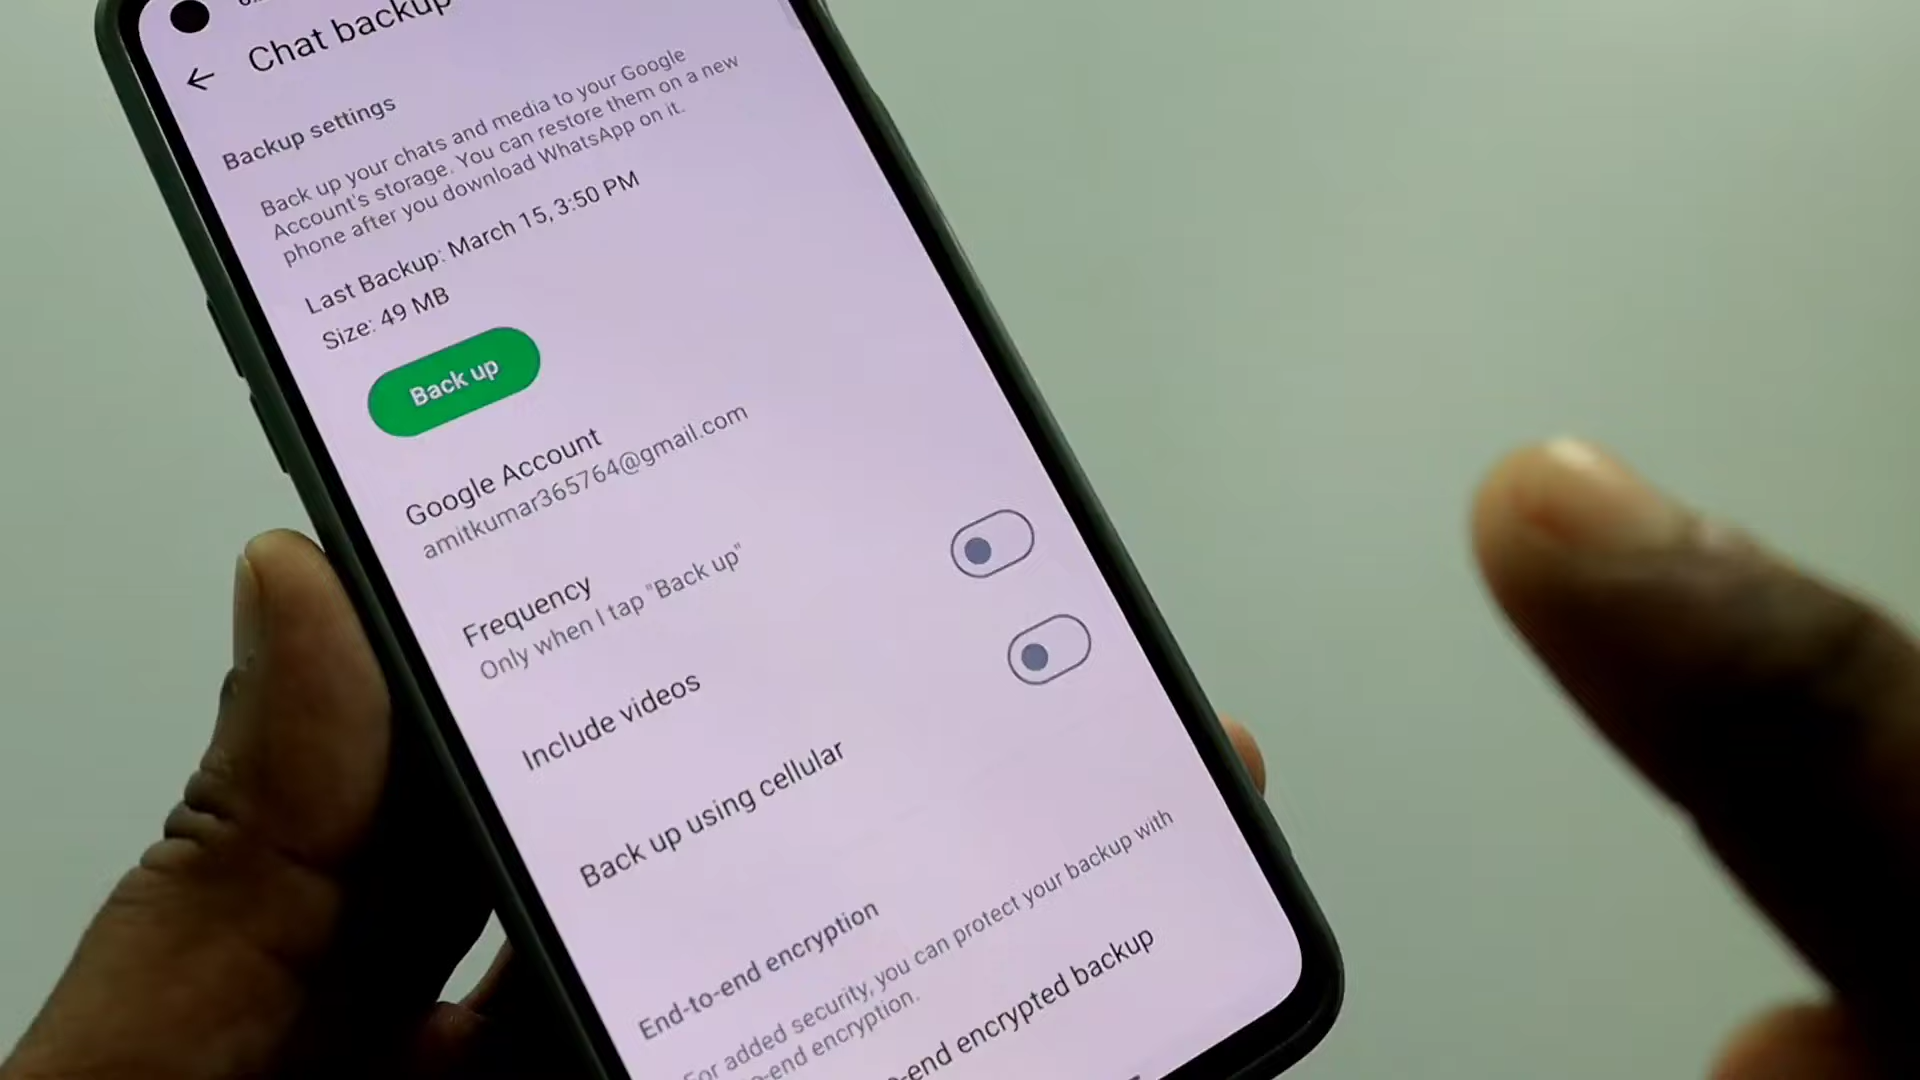 Chat backup
Backup settings
Back up your chats and media to your Google
Account's storage. You can restore them on a new
phone after you download WhatsApp on it.
Last Backup: March 15, 3:50 PM
Size: 49 MB
Back up
Google Account
amitkumar365764@gmail.com
Frequency
Only when I tap "Back up"
Include videos
Back up using cellular
End-to-end encryption
For added security, you can protect your backup with
-end encryption.
-end encrypted backup